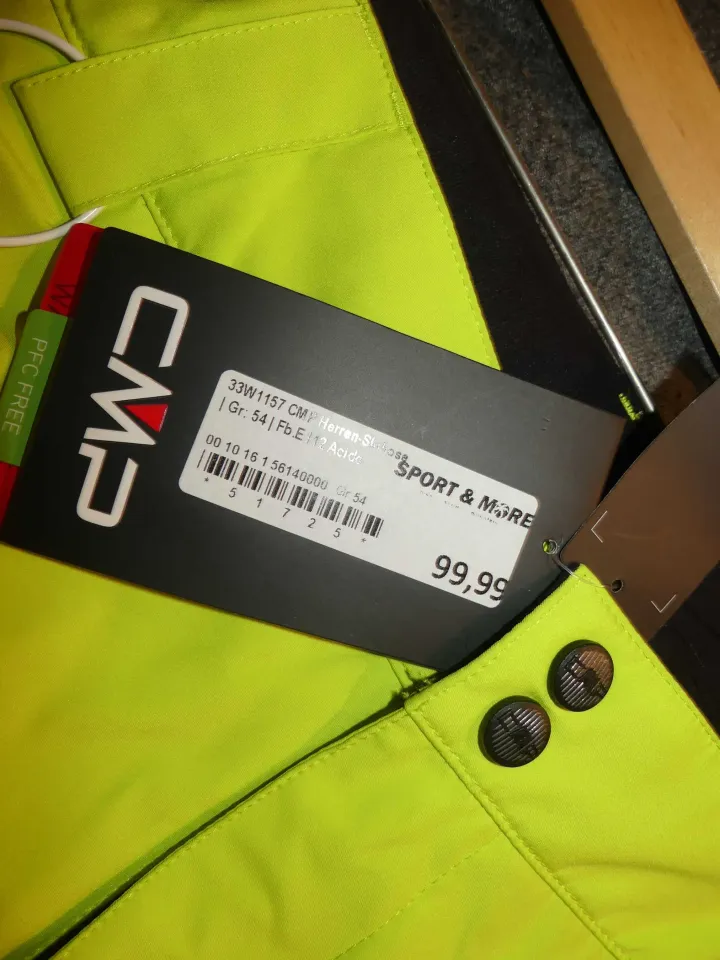 CMP
PFC FREE
33W1157 CMP Herren-Skihose
| Gr: 54 | Fb.E112 Acido
00 10 16 1 56140000 Gr 54
* 5 1 7 2 5 *
SPORT & MORE
99,99